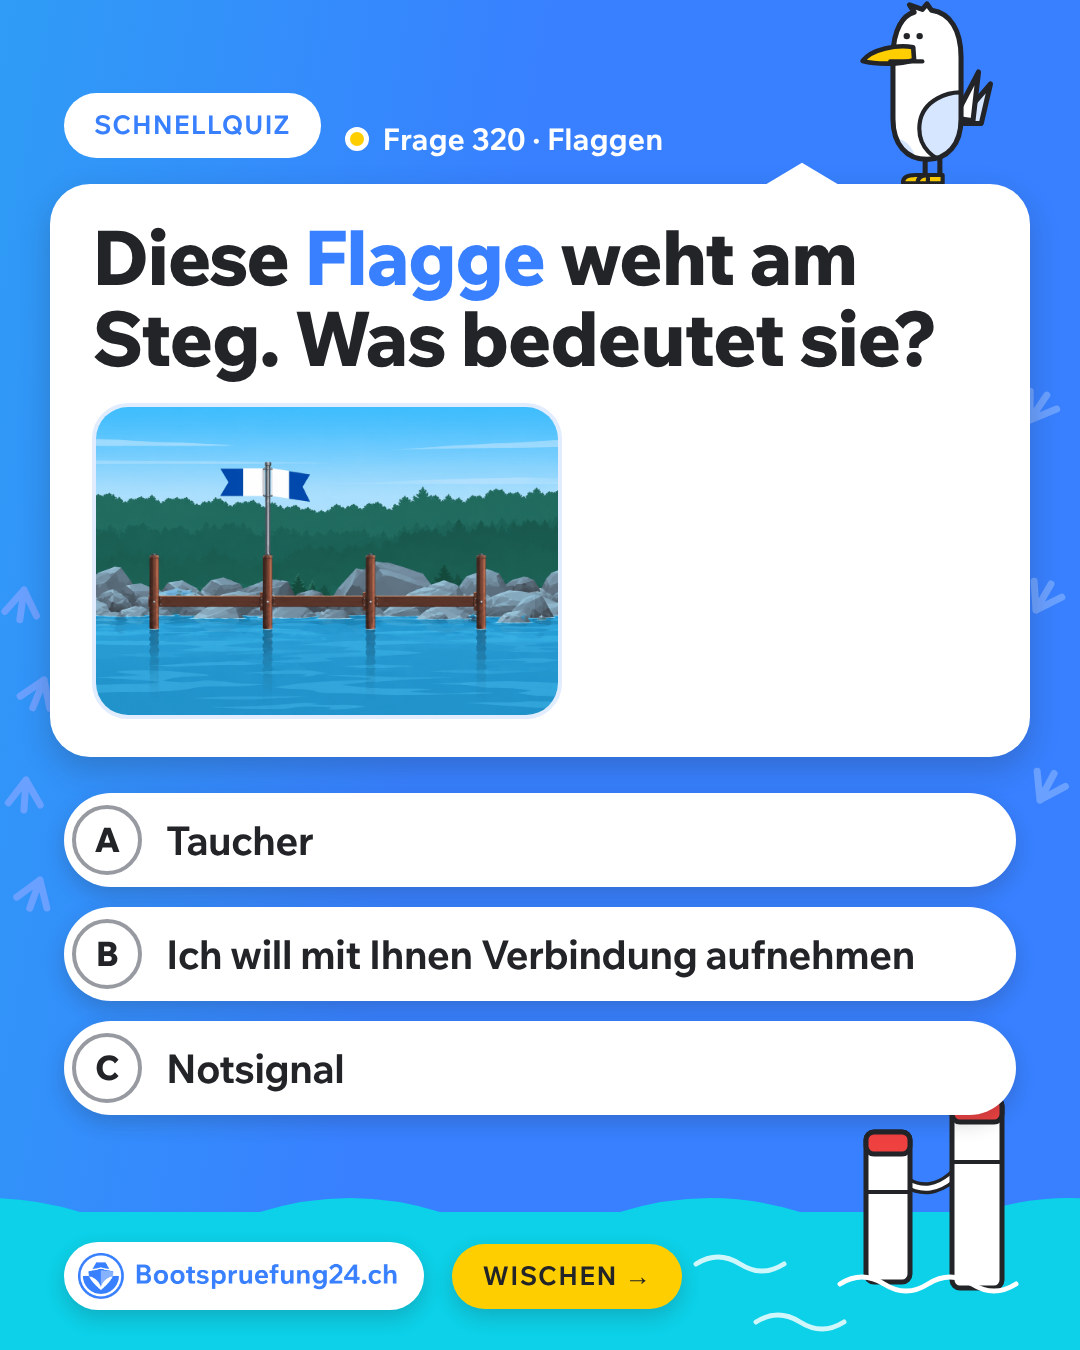 SCHNELLQUIZ
Frage 320 · Flaggen
Diese Flagge weht am
Steg. Was bedeutet sie?
A Taucher
B Ich will mit Ihnen Verbindung aufnehmen
C Notsignal
Bootspruefung24.ch
WISCHEN →